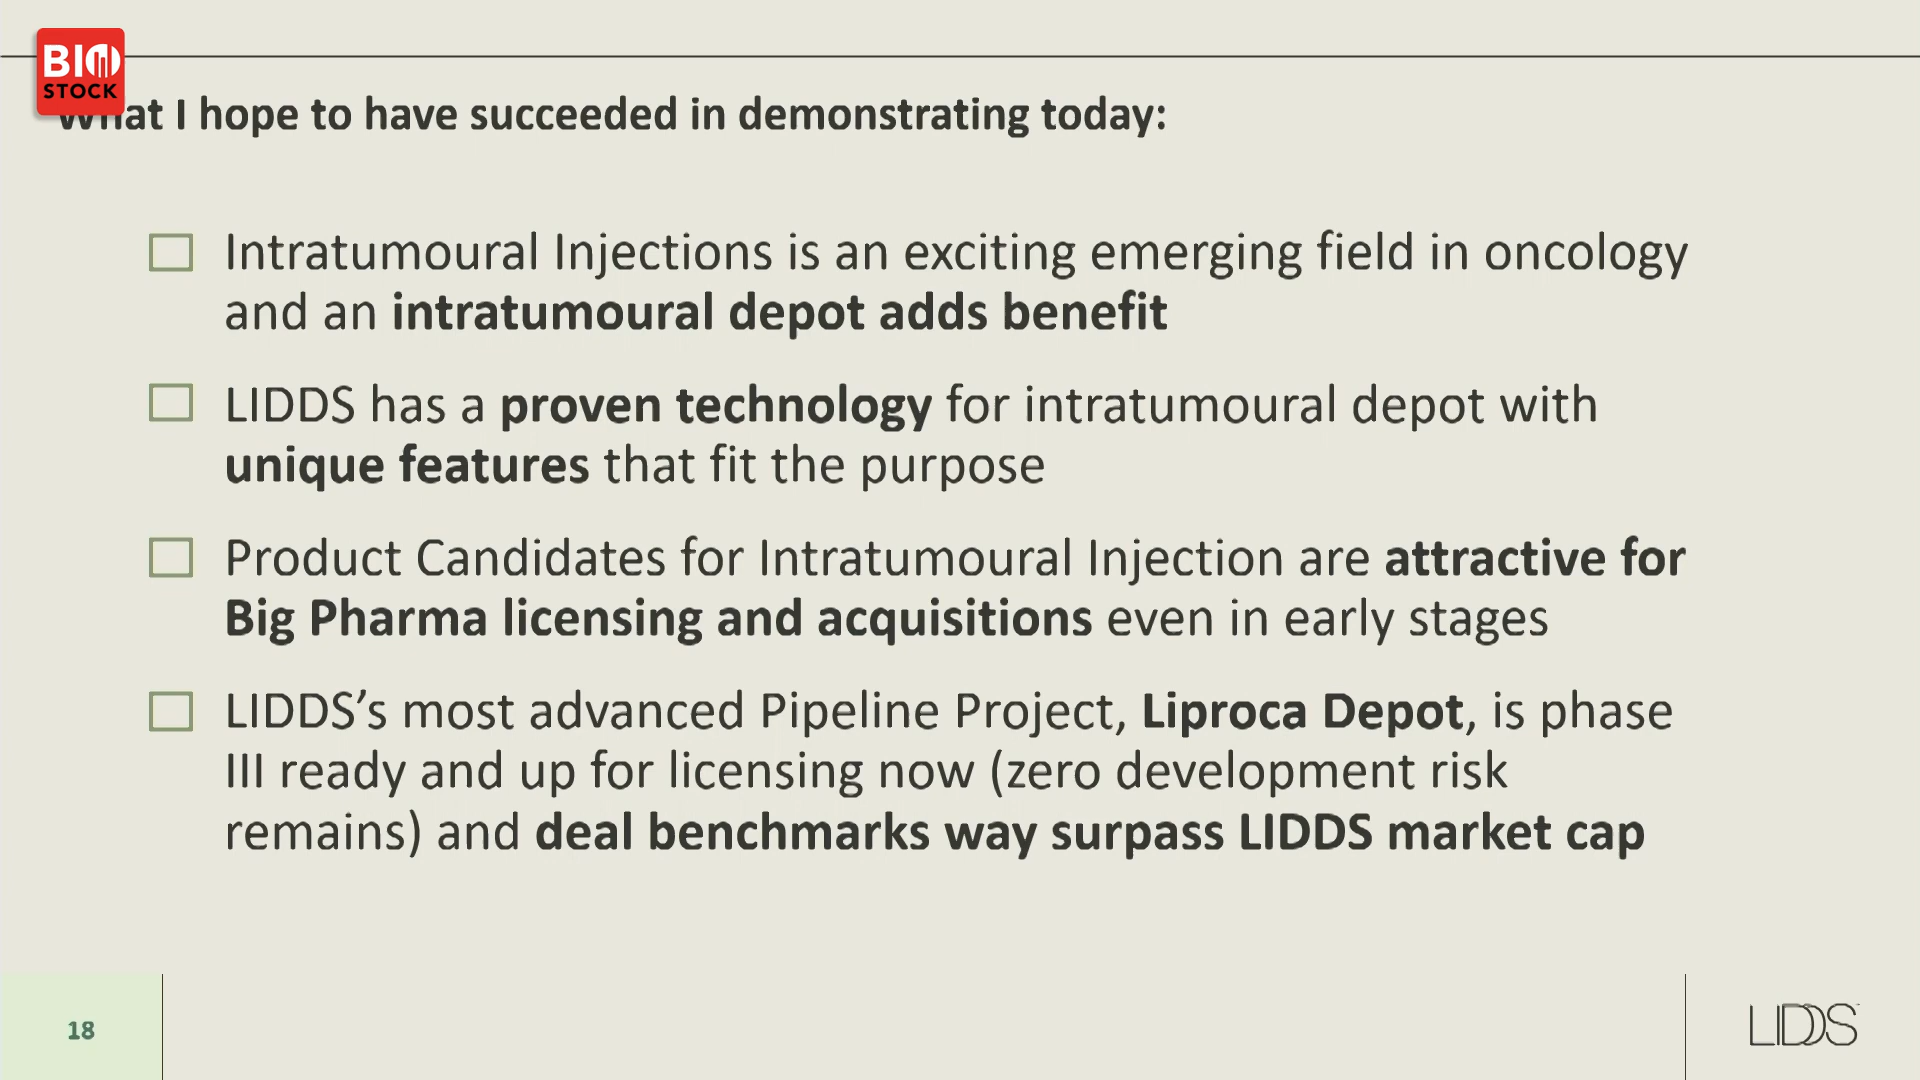 BIO
STOCK
What I hope to have succeeded in demonstrating today:
Intratumoural Injections is an exciting emerging field in oncology
and an intratumoural depot adds benefit
LIDDS has a proven technology for intratumoural depot with
unique features that fit the purpose
Product Candidates for Intratumoural Injection are attractive for
Big Pharma licensing and acquisitions even in early stages
LIDDS’s most advanced Pipeline Project, Liproca Depot, is phase
III ready and up for licensing now (zero development risk
remains) and deal benchmarks way surpass LIDDS market cap
18
LIDDS